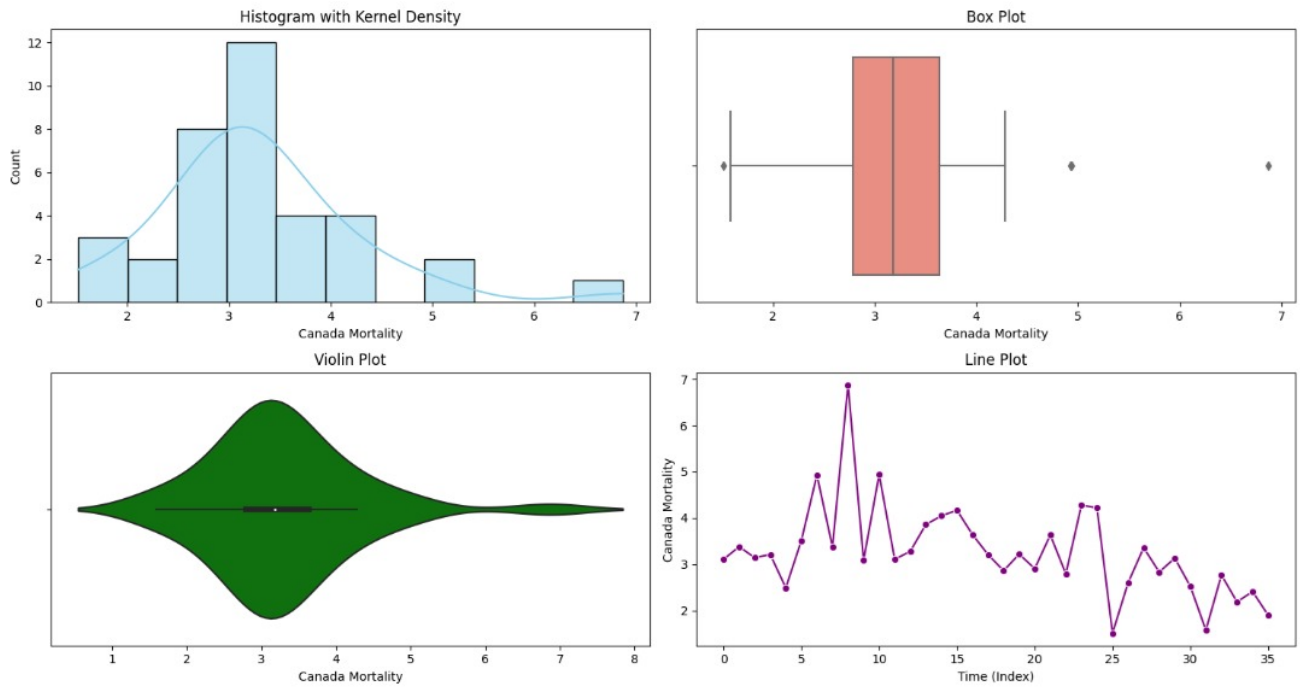 Histogram with Kernel Density
12
10
8
6
4
2
0
Count
2 3 4 5 6 7
Canada Mortality
Box Plot
2 3 4 5 6 7
Canada Mortality
Violin Plot
1 2 3 4 5 6 7 8
Canada Mortality
Line Plot
7
6
5
4
3
2
Canada Mortality
0 5 10 15 20 25 30 35
Time (Index)